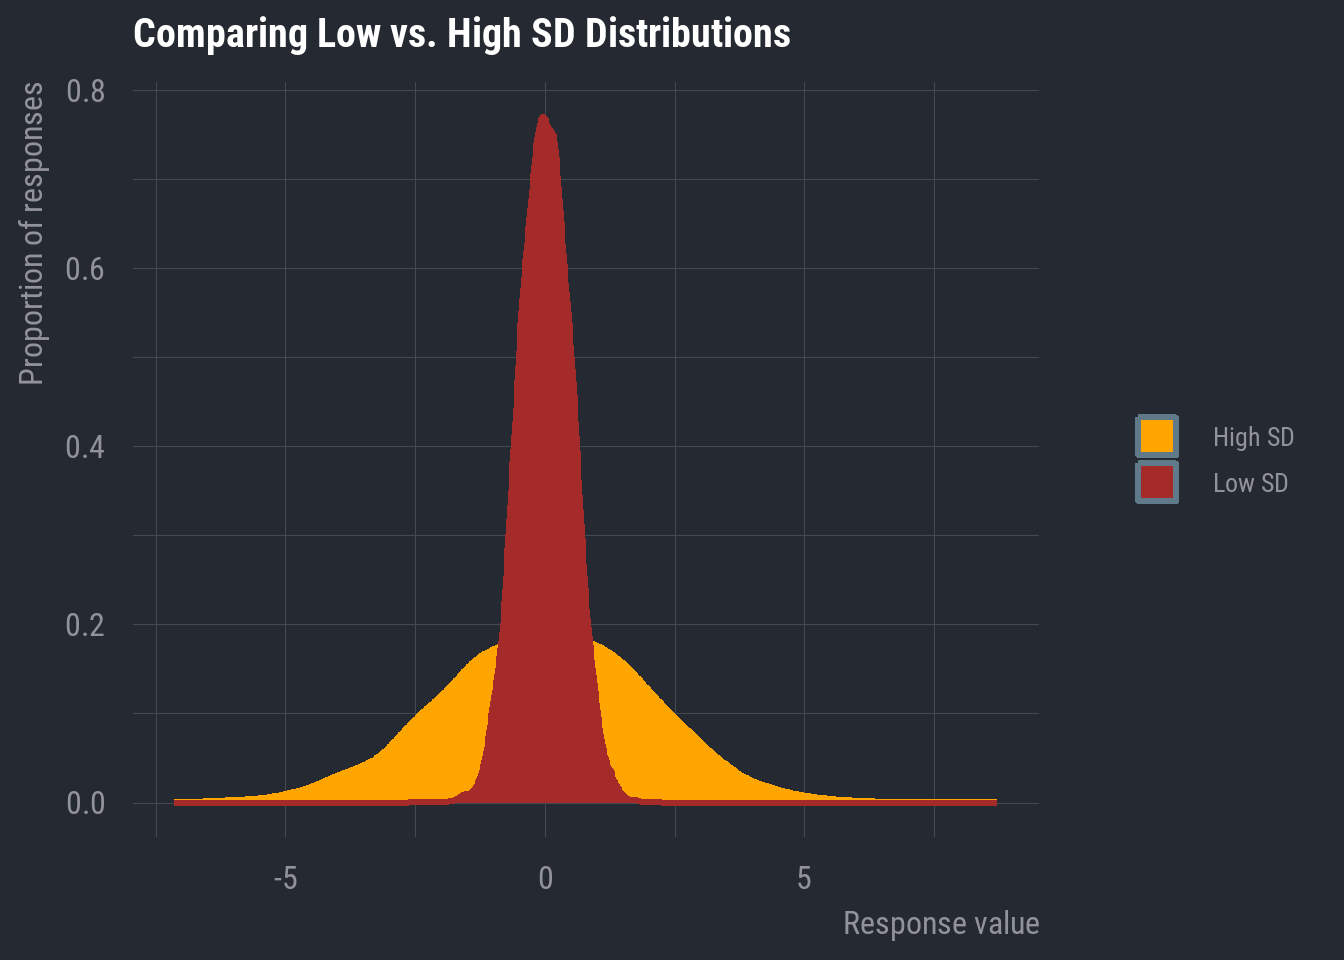 Comparing Low vs. High SD Distributions
Proportion of responses
0.8
0.6
0.4
0.2
0.0
-5
0
5
Response value
High SD
Low SD